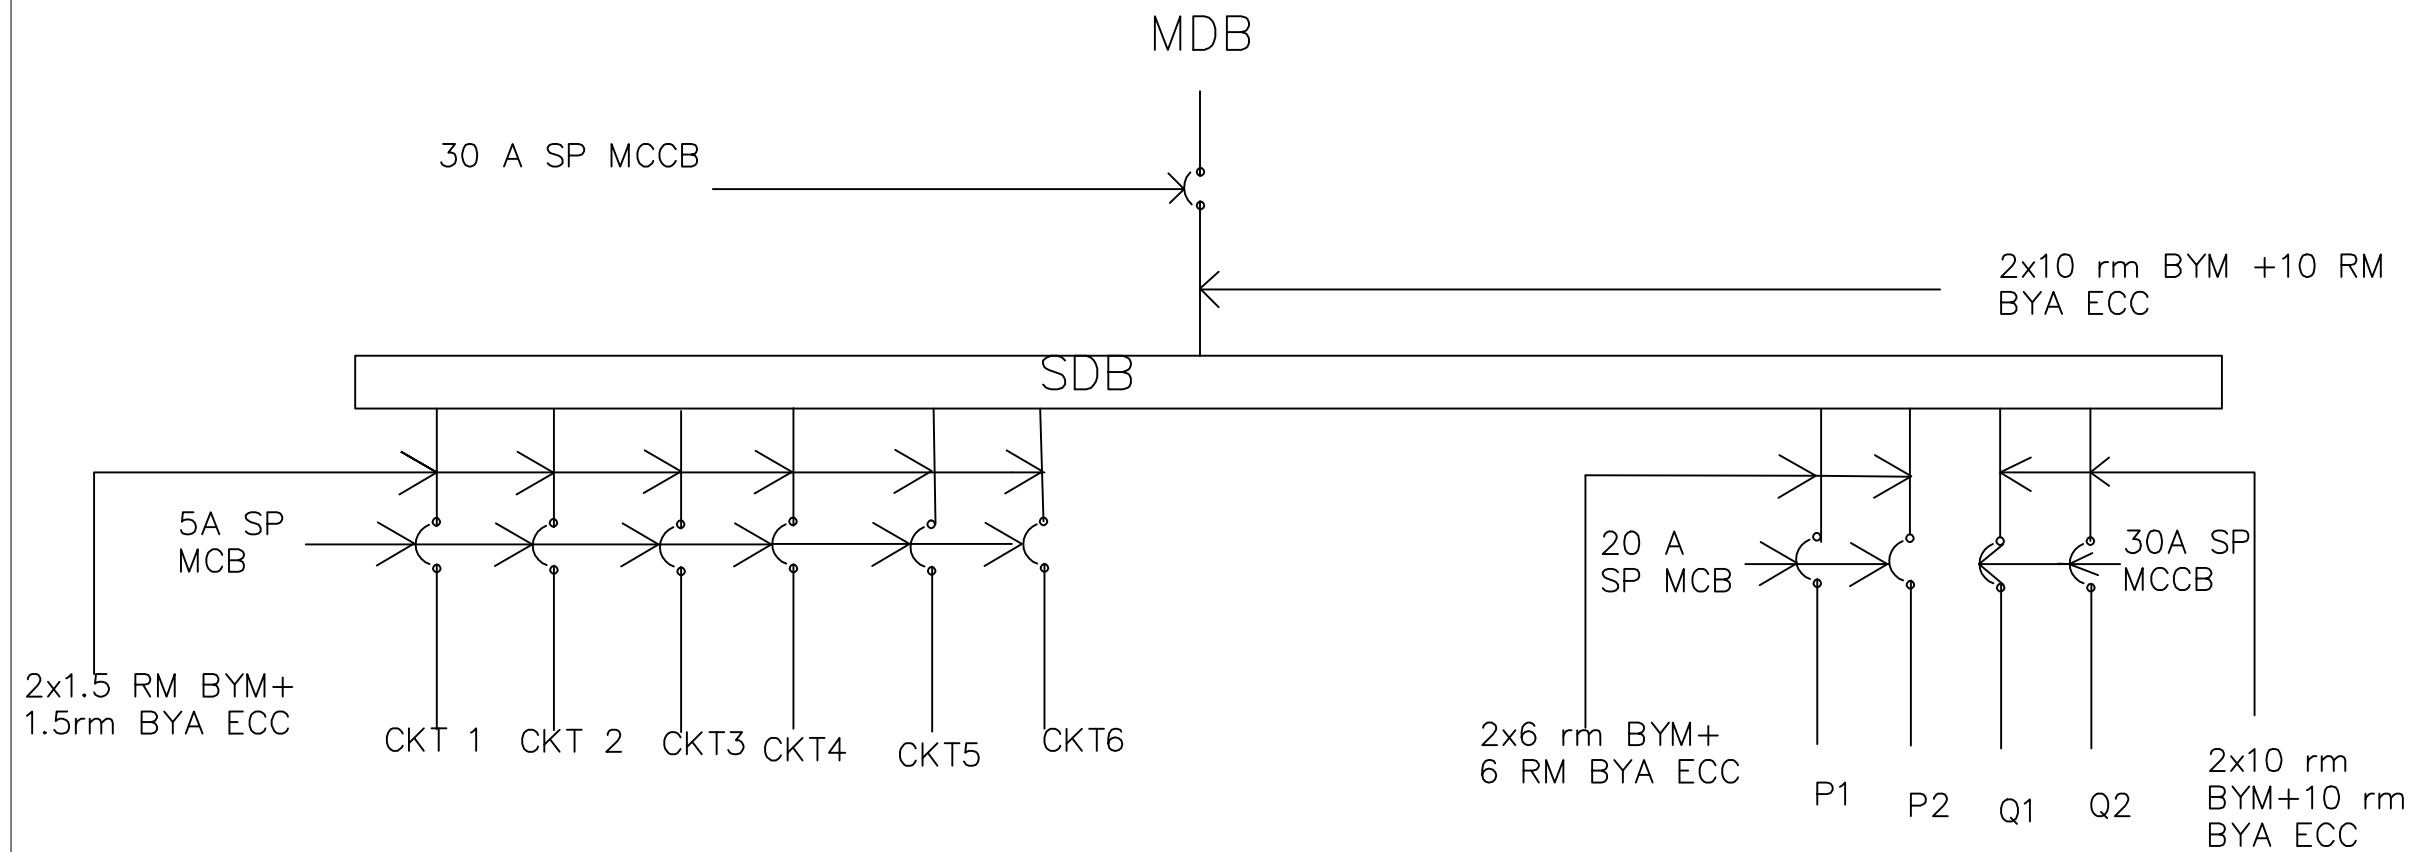 MDB
30 A SP MCCB
2x10 rm BYM +10 RM
BYA ECC
SDB
5A SP
MCB
20 A
SP MCB
30A SP
MCCB
2x1.5 RM BYM+
1.5rm BYA ECC
CKT 1
CKT 2
CKT3
CKT4
CKT5
CKT6
2x6 rm BYM+
6 RM BYA ECC
P1
P2
Q1
Q2
2x10 rm
BYM+10 rm
BYA ECC